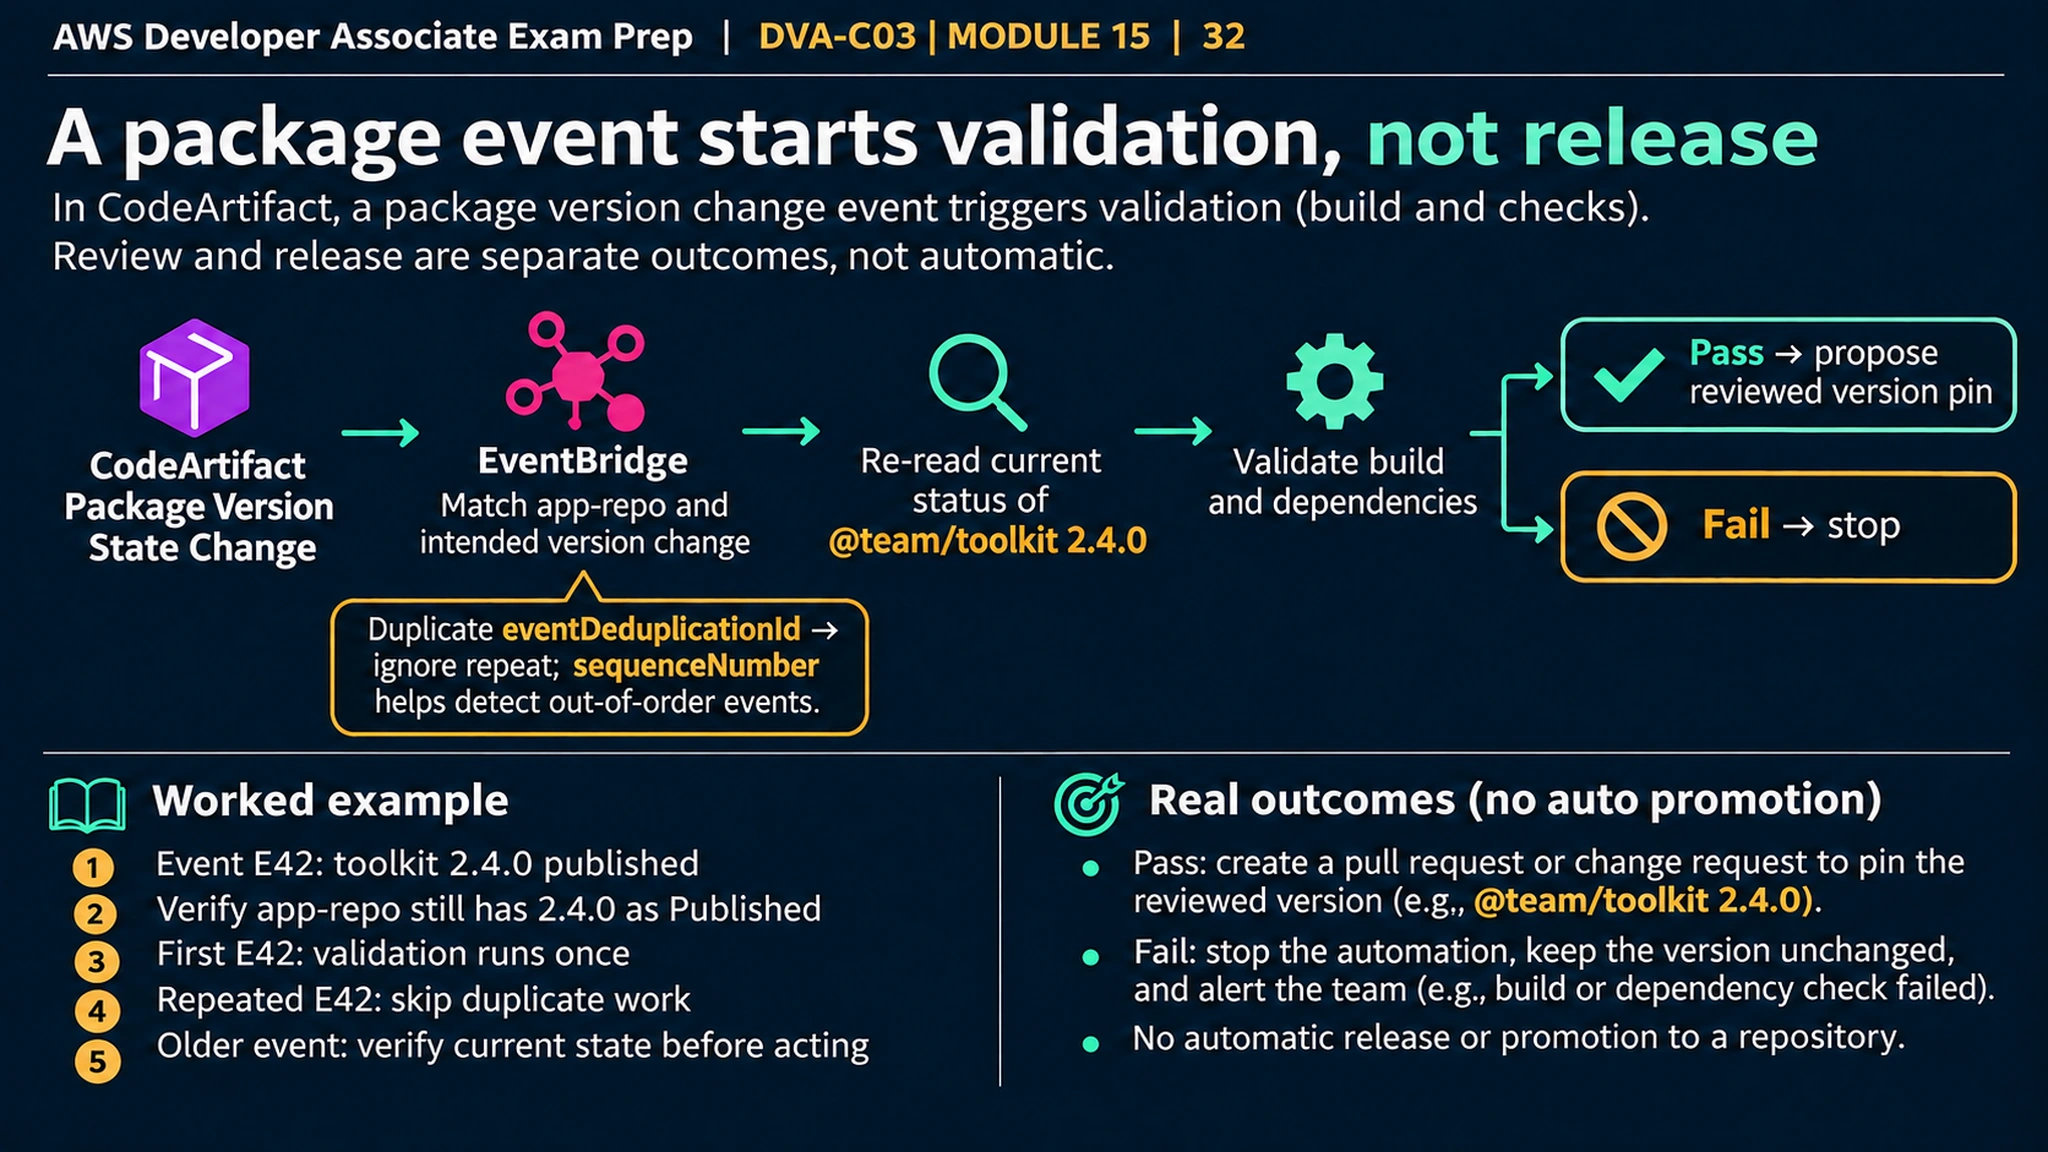 AWS Developer Associate Exam Prep | DVA-C03 | MODULE 15 | 32
A package event starts validation, not release
In CodeArtifact, a package version change event triggers validation (build and checks).
Review and release are separate outcomes, not automatic.
CodeArtifact
Package Version
State Change
EventBridge
Match app-repo and
intended version change
Duplicate eventDeduplicationId →
ignore repeat; sequenceNumber
helps detect out-of-order events.
Re-read current
status of
@team/toolkit 2.4.0
Validate build
and dependencies
Pass → propose
reviewed version pin
Fail → stop
Worked example
1 Event E42: toolkit 2.4.0 published
2 Verify app-repo still has 2.4.0 as Published
3 First E42: validation runs once
4 Repeated E42: skip duplicate work
5 Older event: verify current state before acting
Real outcomes (no auto promotion)
• Pass: create a pull request or change request to pin the
reviewed version (e.g., @team/toolkit 2.4.0).
• Fail: stop the automation, keep the version unchanged,
and alert the team (e.g., build or dependency check failed).
• No automatic release or promotion to a repository.